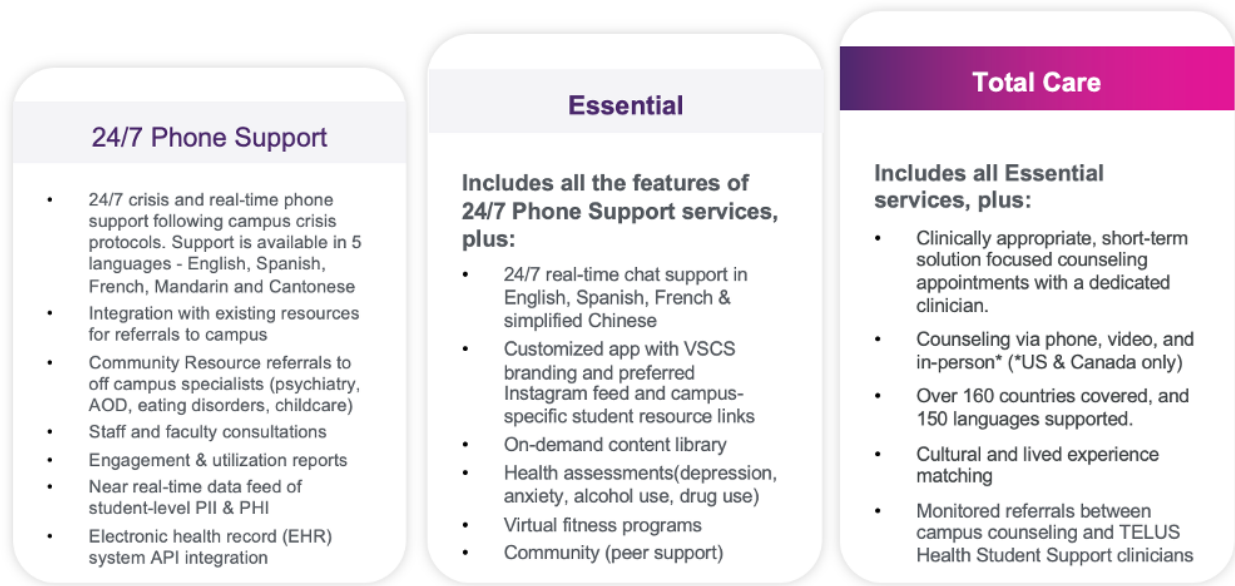 24/7 Phone Support
• 24/7 crisis and real-time phone
support following campus crisis
protocols. Support is available in 5
languages - English, Spanish,
French, Mandarin and Cantonese
• Integration with existing resources
for referrals to campus
• Community Resource referrals to
off campus specialists (psychiatry,
AOD, eating disorders, childcare)
• Staff and faculty consultations
• Engagement & utilization reports
• Near real-time data feed of
student-level PII & PHI
• Electronic health record (EHR)
system API integration
Essential
Includes all the features of
24/7 Phone Support services,
plus:
• 24/7 real-time chat support in
English, Spanish, French &
simplified Chinese
• Customized app with VSCS
branding and preferred
Instagram feed and campus-
specific student resource links
• On-demand content library
• Health assessments(depression,
anxiety, alcohol use, drug use)
• Virtual fitness programs
• Community (peer support)
Total Care
Includes all Essential
services, plus:
• Clinically appropriate, short-term
solution focused counseling
appointments with a dedicated
clinician.
• Counseling via phone, video, and
in-person* (*US & Canada only)
• Over 160 countries covered, and
150 languages supported.
• Cultural and lived experience
matching
• Monitored referrals between
campus counseling and TELUS
Health Student Support clinicians